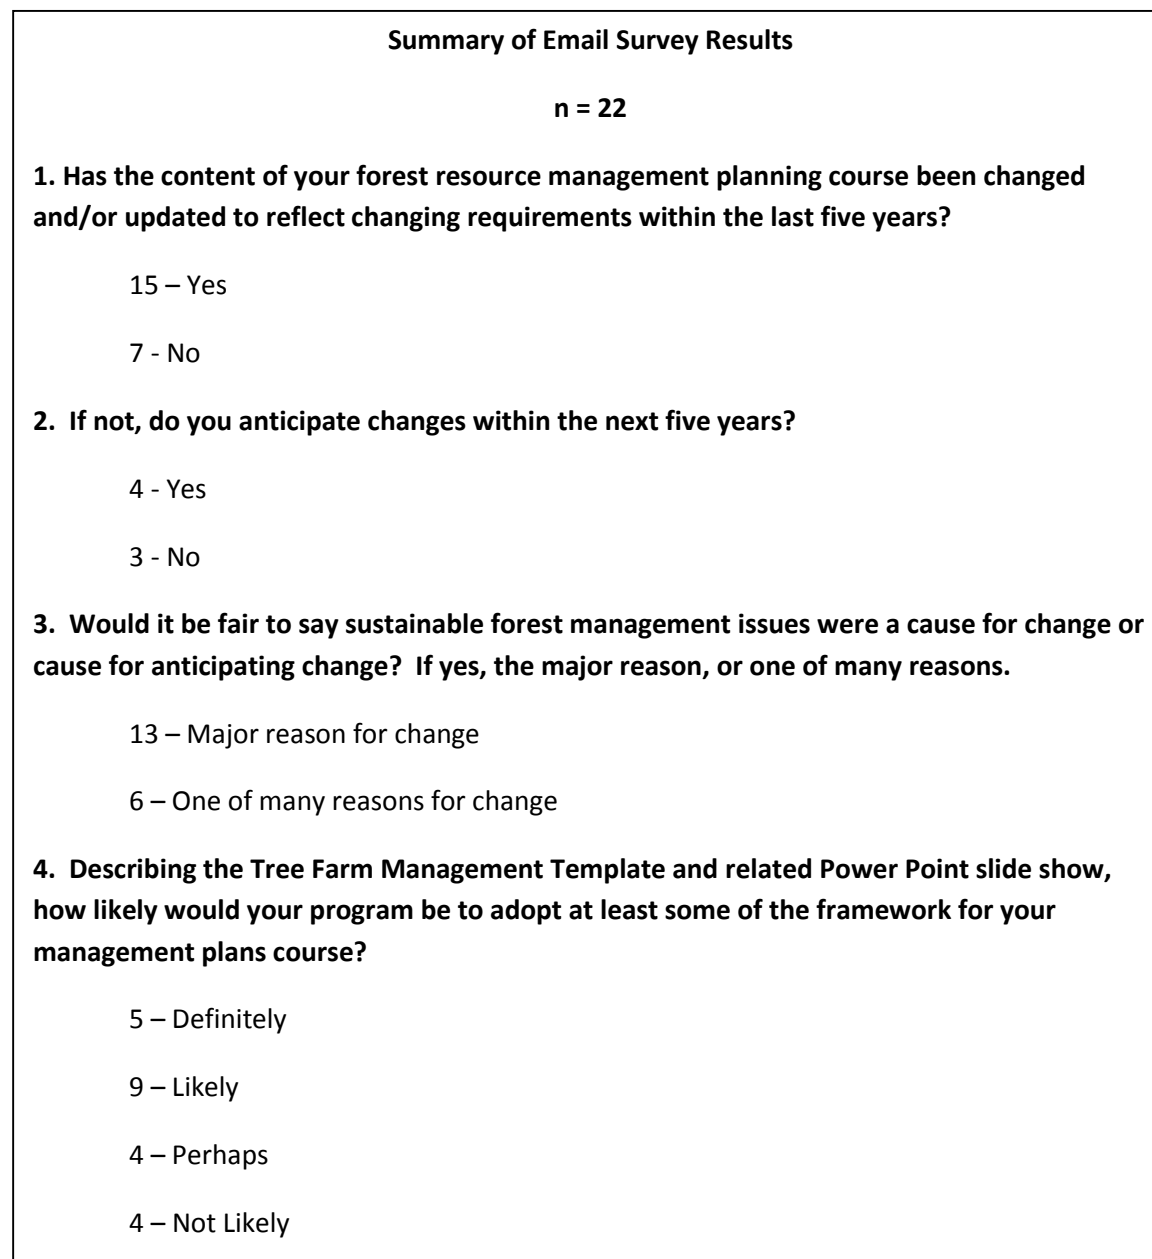 Summary of Email Survey Results
n = 22
1. Has the content of your forest resource management planning course been changed
and/or updated to reflect changing requirements within the last five years?
15 – Yes
7 - No
2.  If not, do you anticipate changes within the next five years?
4 - Yes
3 - No
3.  Would it be fair to say sustainable forest management issues were a cause for change or
cause for anticipating change?  If yes, the major reason, or one of many reasons.
13 – Major reason for change
6 – One of many reasons for change
4.  Describing the Tree Farm Management Template and related Power Point slide show,
how likely would your program be to adopt at least some of the framework for your
management plans course?
5 – Definitely
9 – Likely
4 – Perhaps
4 – Not Likely